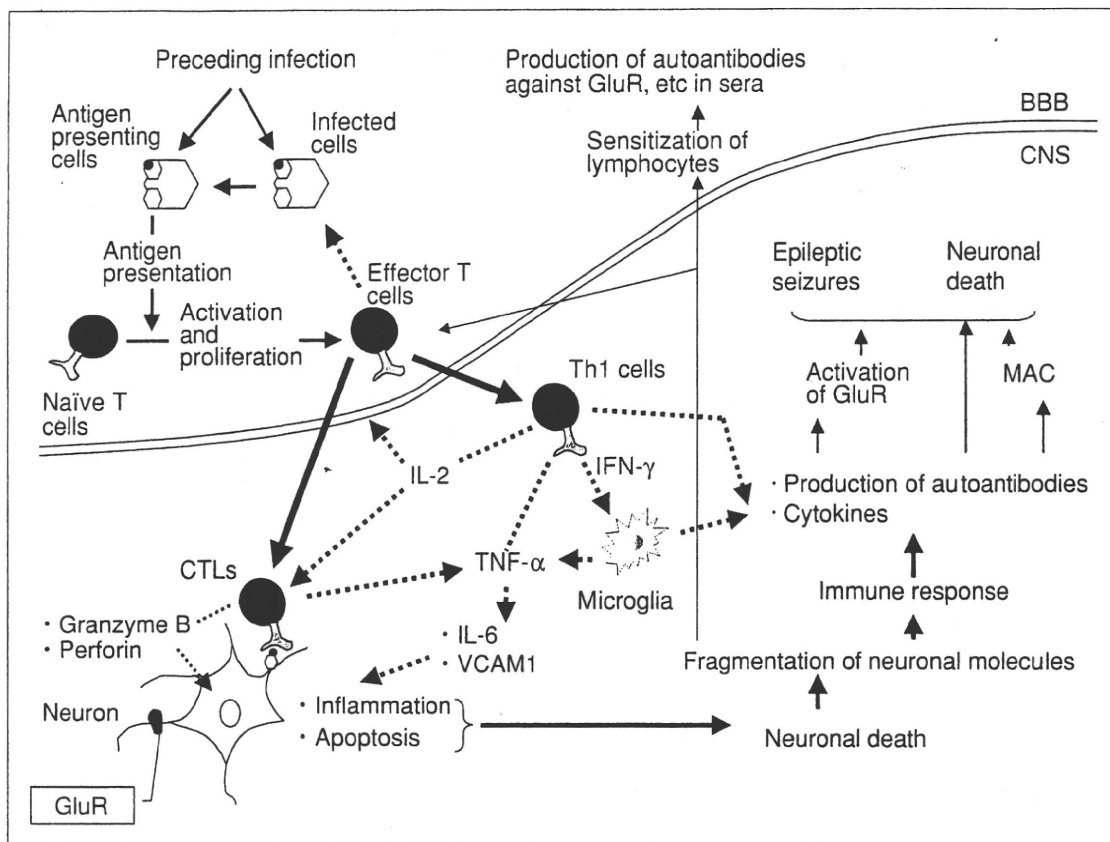 Preceding infection
Antigen
presenting
cells
Infected
cells
Antigen
presentation
Effector T
cells
Activation
and
proliferation
Naïve T
cells
Production of autoantibodies
against GluR, etc in sera
Sensitization of
lymphocytes
BBB
CNS
Epileptic
seizures
Neuronal
death
Activation
of GluR
MAC
Th1 cells
IL-2
IFN-γ
· Production of autoantibodies
· Cytokines
TNF-α
Microglia
CTLs
· Granzyme B
· Perforin
· IL-6
· VCAM1
Immune response
Fragmentation of neuronal molecules
Neuron
· Inflammation
· Apoptosis
Neuronal death
GluR